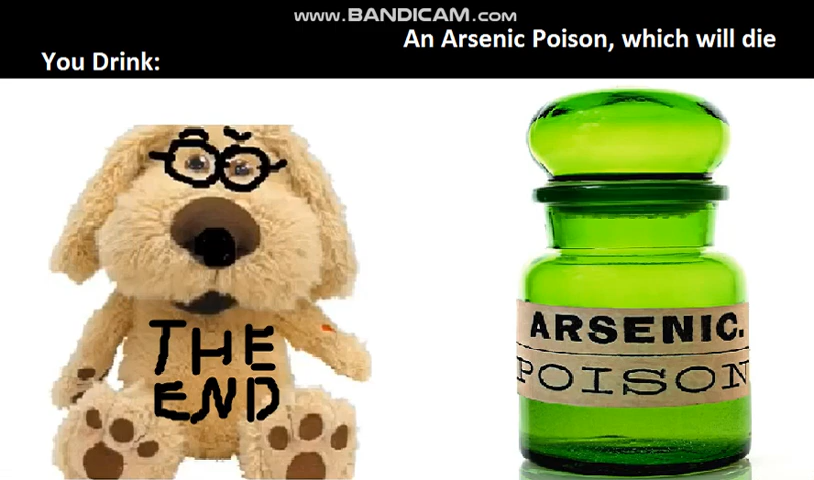 www.BANDICAM.com
An Arsenic Poison, which will die
You Drink:
THE
END
ARSENIC.
POISON